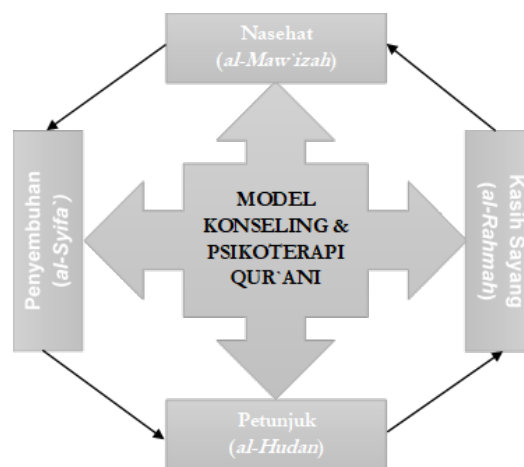 Nasehat
(al-Maw`izah)
Penyembuhan
(al-Syifa`)
MODEL
KONSELING &
PSIKOTERAPI
QUR`ANI
Kasih Sayang
(al-Rahmah)
Petunjuk
(al-Hudan)